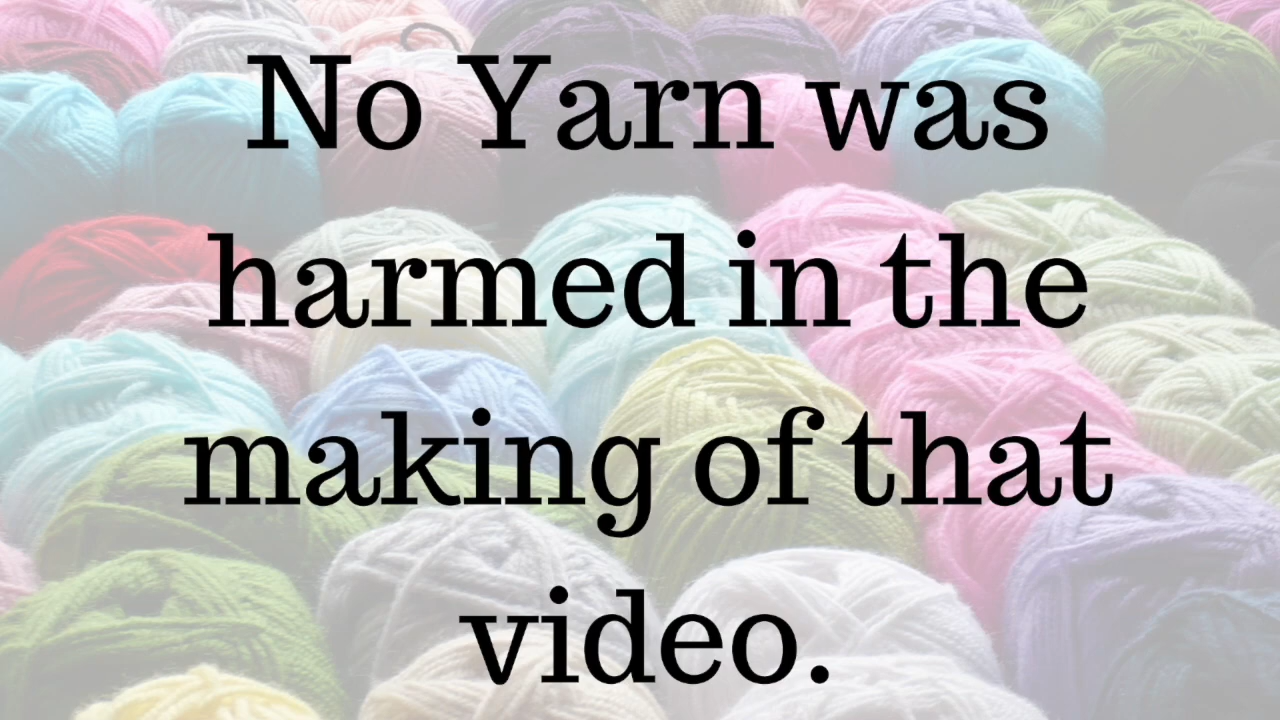 No Yarn was
harmed in the
making of that
video.